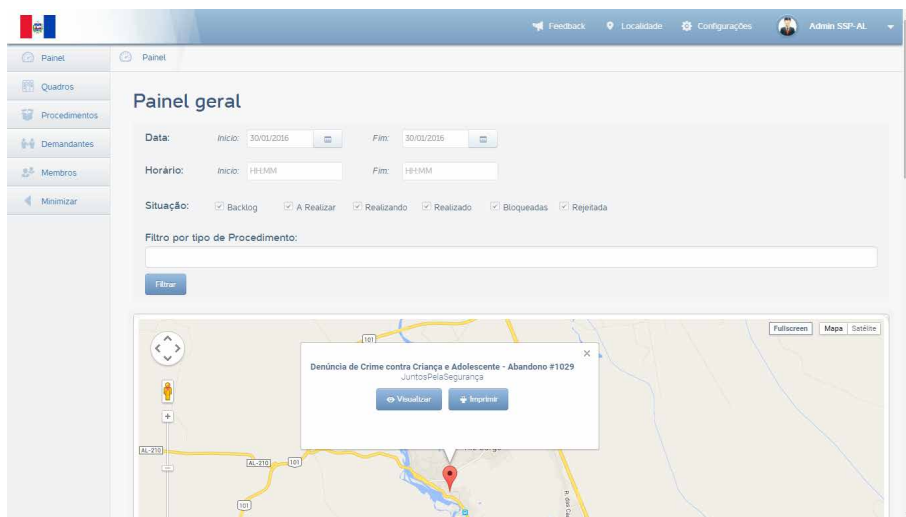 Feedback
Localidade
Configurações
Admin SSP-AL
Painel
Painel
Quadros
Procedimentos
Demandantes
Membros
Minimizar
Painel geral
Data: Início: 30/01/2016 Fim: 30/01/2016
Horário: Início: HH:MM Fim: HH:MM
Situação: Backlog A Realizar Realizando Realizado Bloqueadas Rejeitada
Filtro por tipo de Procedimento:
Filtrar
Fullscreen Mapa Satélite
101
Denúncia de Crime contra Criança e Adolescente - Abandono #1029
JuntosPelaSegurança
Visualizar Imprimir
AL-210
AL-210 101
101